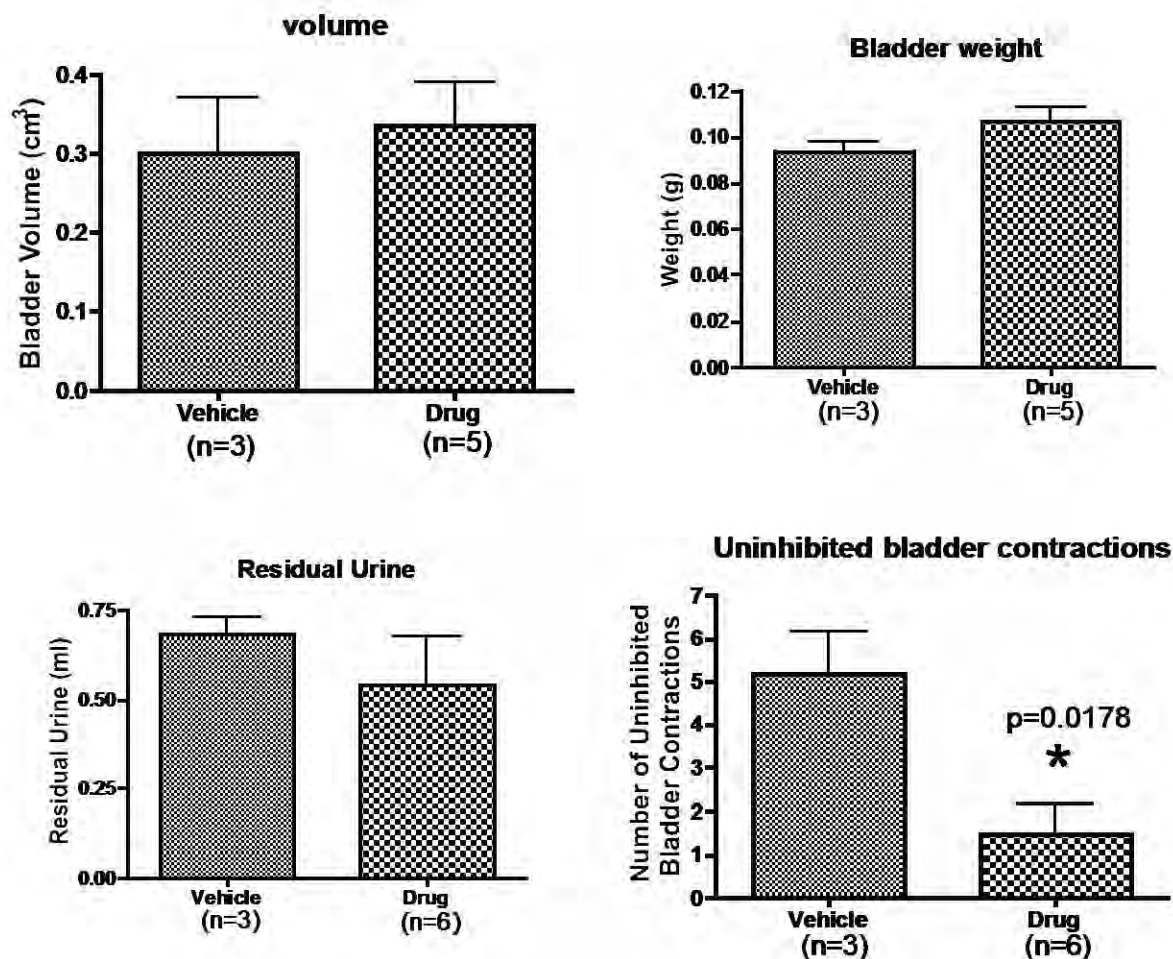 volume
Bladder Volume (cm³)
0.4
0.3
0.2
0.1
0.0
Vehicle
(n=3)
Drug
(n=5)
Bladder weight
Weight (g)
0.12
0.10
0.08
0.06
0.04
0.02
0.00
Vehicle
(n=3)
Drug
(n=5)
Residual Urine
Residual Urine (ml)
0.75
0.50
0.25
0.00
Vehicle
(n=3)
Drug
(n=6)
Uninhibited bladder contractions
Number of Uninhibited
Bladder Contractions
7
6
5
4
3
2
1
0
p=0.0178
*
Vehicle
(n=3)
Drug
(n=6)